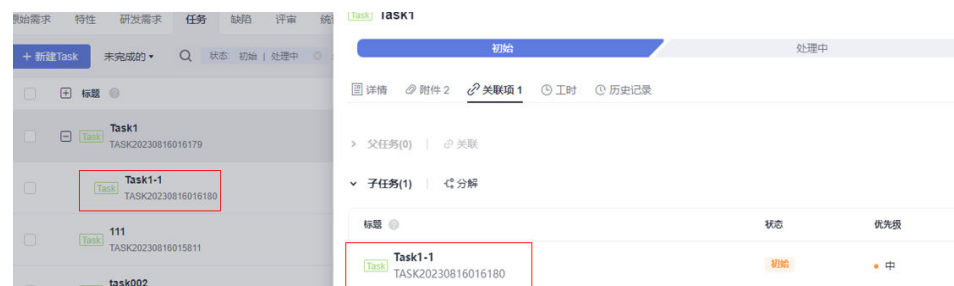 原始需求 特性 研发需求 任务 缺陷 评审 统
+ 新建Task 未完成的 状态: 初始 | 处理中
标题
Task Task1
TASK20230816016179
Task Task1-1
TASK20230816016180
Task 111
TASK20230816015811
task002
Task Task1
初始 处理中
详情 附件 2 关联项 1 工时 历史记录
父任务(0) | 关联
子任务(1) | 分解
标题 状态 优先级
Task Task1-1 初始 中
TASK20230816016180